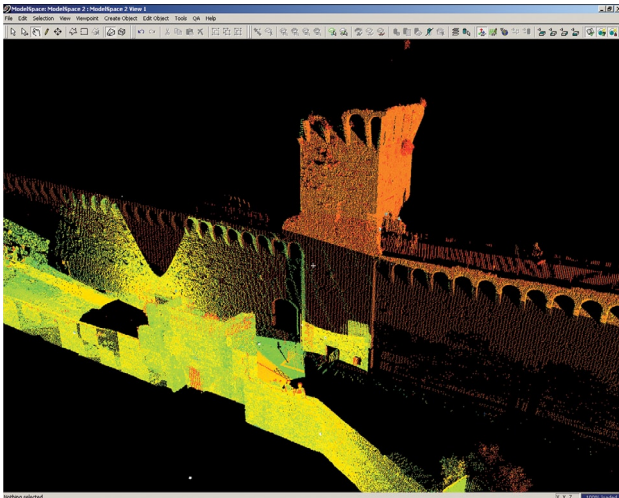 ModelSpace: ModelSpace 2 : ModelSpace 2 View 1
File Edit Selection View Viewpoint Create Object Edit Object Tools QA Help
Nothing selected
X Y Z